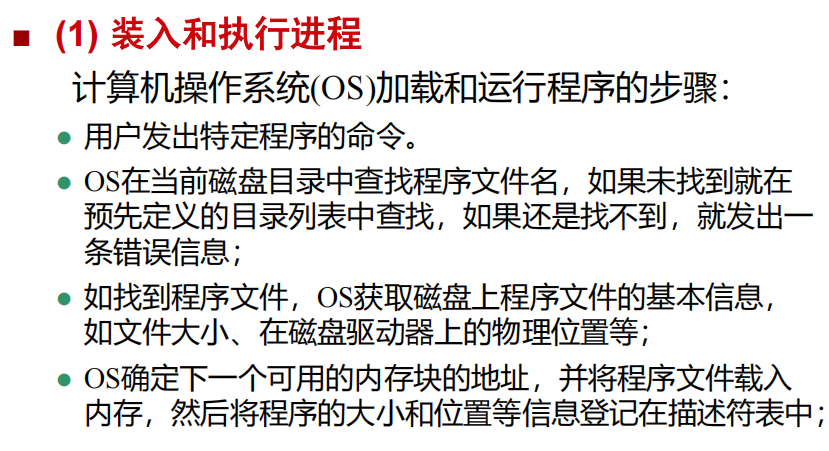 (1) 装入和执行进程
计算机操作系统(OS)加载和运行程序的步骤：
用户发出特定程序的命令。
OS在当前磁盘目录中查找程序文件名，如果未找到就在
预先定义的目录列表中查找，如果还是找不到，就发出一
条错误信息；
如找到程序文件，OS获取磁盘上程序文件的基本信息，
如文件大小、在磁盘驱动器上的物理位置等；
OS确定下一个可用的内存块的地址，并将程序文件载入
内存，然后将程序的大小和位置等信息登记在描述符表中；